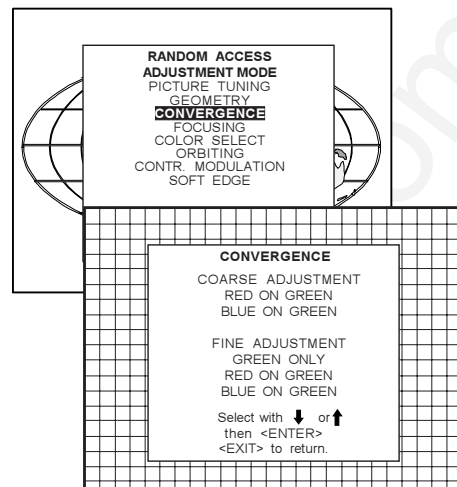 RANDOM ACCESS
ADJUSTMENT MODE
PICTURE TUNING
GEOMETRY
CONVERGENCE
FOCUSING
COLOR SELECT
ORBITING
CONTR. MODULATION
SOFT EDGE
CONVERGENCE
COARSE ADJUSTMENT
RED ON GREEN
BLUE ON GREEN
FINE ADJUSTMENT
GREEN ONLY
RED ON GREEN
BLUE ON GREEN
Select with ↓ or ↑
then <ENTER>
<EXIT> to return.